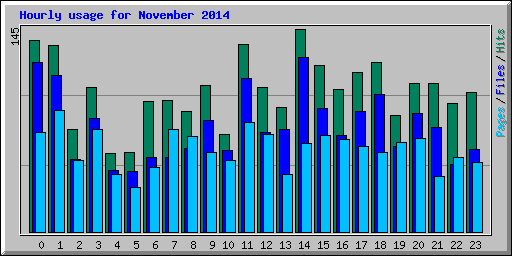 Hourly usage for November 2014
145
Pages / Files / Hits
0 1 2 3 4 5 6 7 8 9 10 11 12 13 14 15 16 17 18 19 20 21 22 23